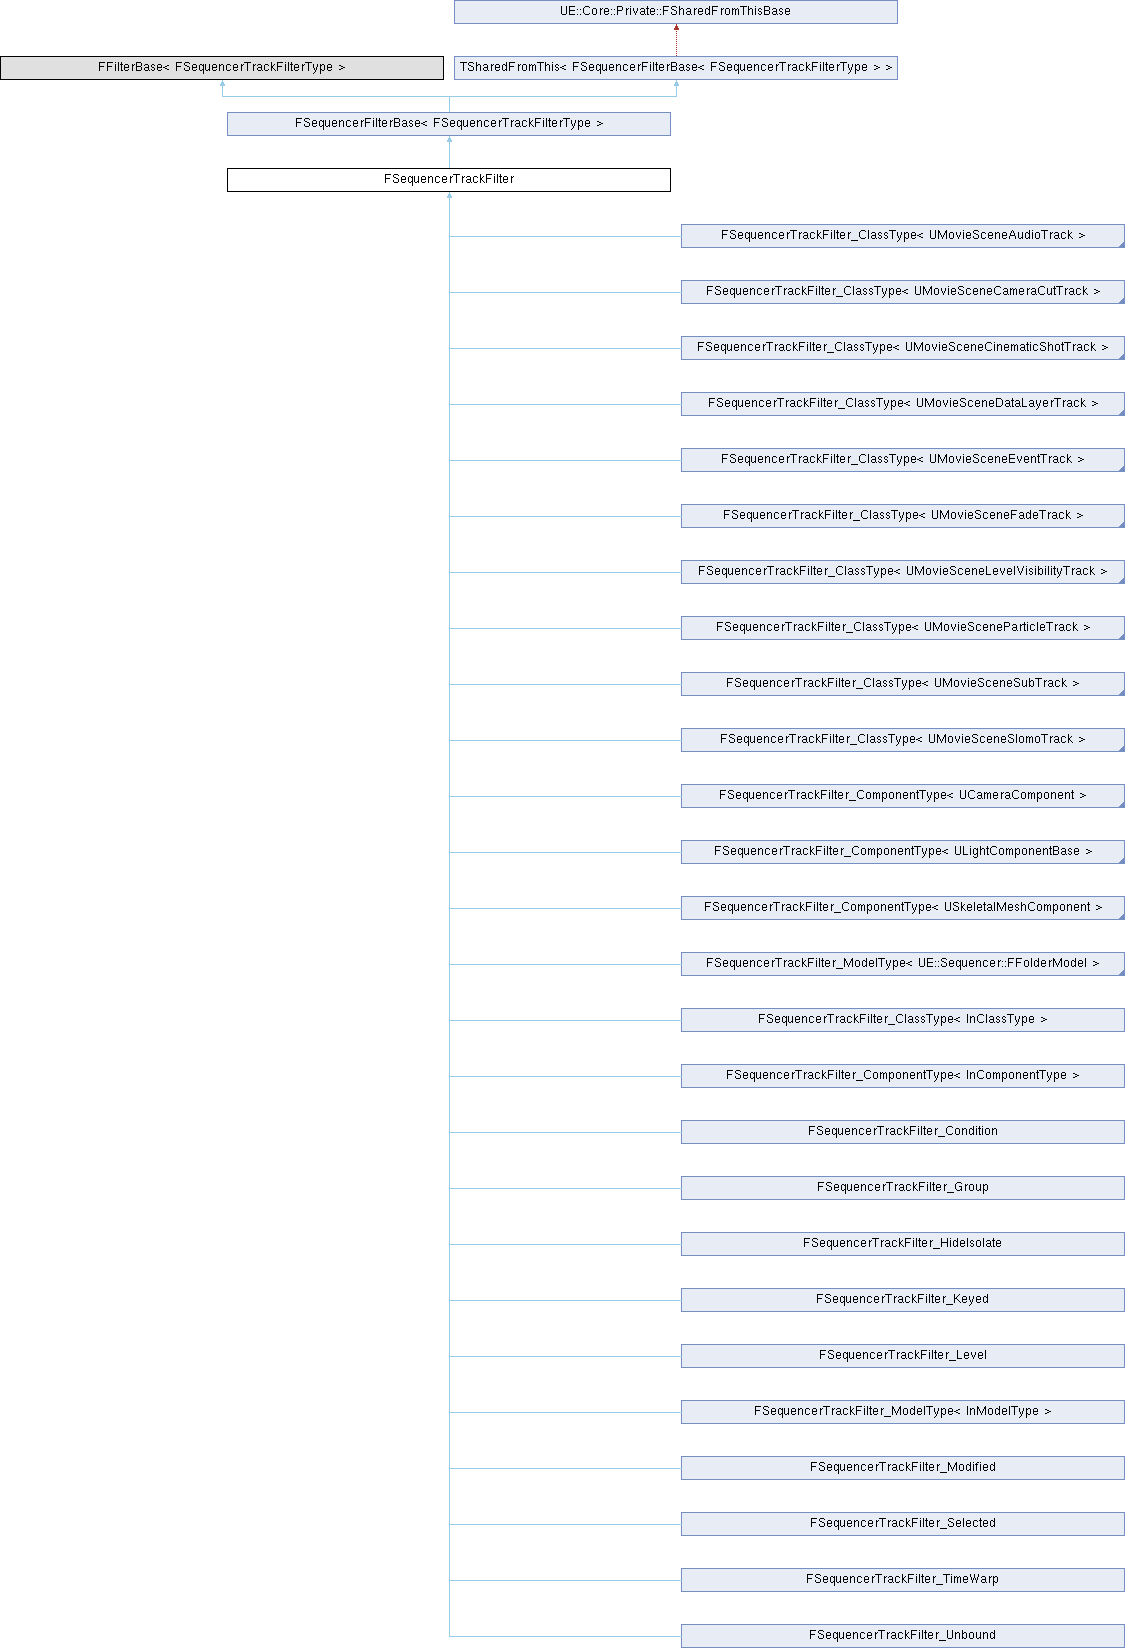 UE::Core::Private::FSharedFromThisBase
FFilterBase< FSequencerTrackFilterType >
TSharedFromThis< FSequencerFilterBase< FSequencerTrackFilterType > >
FSequencerFilterBase< FSequencerTrackFilterType >
FSequencerTrackFilter
FSequencerTrackFilter_ClassType< UMovieSceneAudioTrack >
FSequencerTrackFilter_ClassType< UMovieSceneCameraCutTrack >
FSequencerTrackFilter_ClassType< UMovieSceneCinematicShotTrack >
FSequencerTrackFilter_ClassType< UMovieSceneDataLayerTrack >
FSequencerTrackFilter_ClassType< UMovieSceneEventTrack >
FSequencerTrackFilter_ClassType< UMovieSceneFadeTrack >
FSequencerTrackFilter_ClassType< UMovieSceneLevelVisibilityTrack >
FSequencerTrackFilter_ClassType< UMovieSceneParticleTrack >
FSequencerTrackFilter_ClassType< UMovieSceneSubTrack >
FSequencerTrackFilter_ClassType< UMovieSceneSlomoTrack >
FSequencerTrackFilter_ComponentType< UCameraComponent >
FSequencerTrackFilter_ComponentType< ULightComponentBase >
FSequencerTrackFilter_ComponentType< USkeletalMeshComponent >
FSequencerTrackFilter_ModelType< UE::Sequencer::FFolderModel >
FSequencerTrackFilter_ClassType< InClassType >
FSequencerTrackFilter_ComponentType< InComponentType >
FSequencerTrackFilter_Condition
FSequencerTrackFilter_Group
FSequencerTrackFilter_HideIsolate
FSequencerTrackFilter_Keyed
FSequencerTrackFilter_Level
FSequencerTrackFilter_ModelType< InModelType >
FSequencerTrackFilter_Modified
FSequencerTrackFilter_Selected
FSequencerTrackFilter_TimeWarp
FSequencerTrackFilter_Unbound